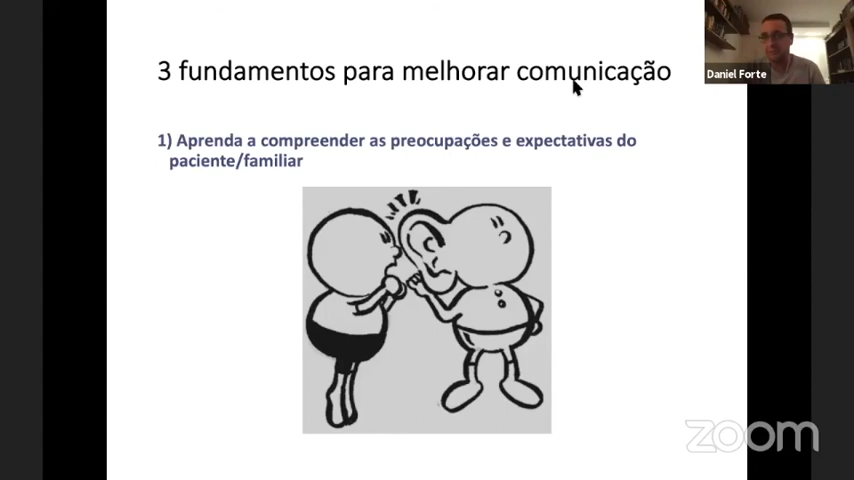 3 fundamentos para melhorar comunicação
Daniel Forte
1) Aprenda a compreender as preocupações e expectativas do
paciente/familiar
zoom